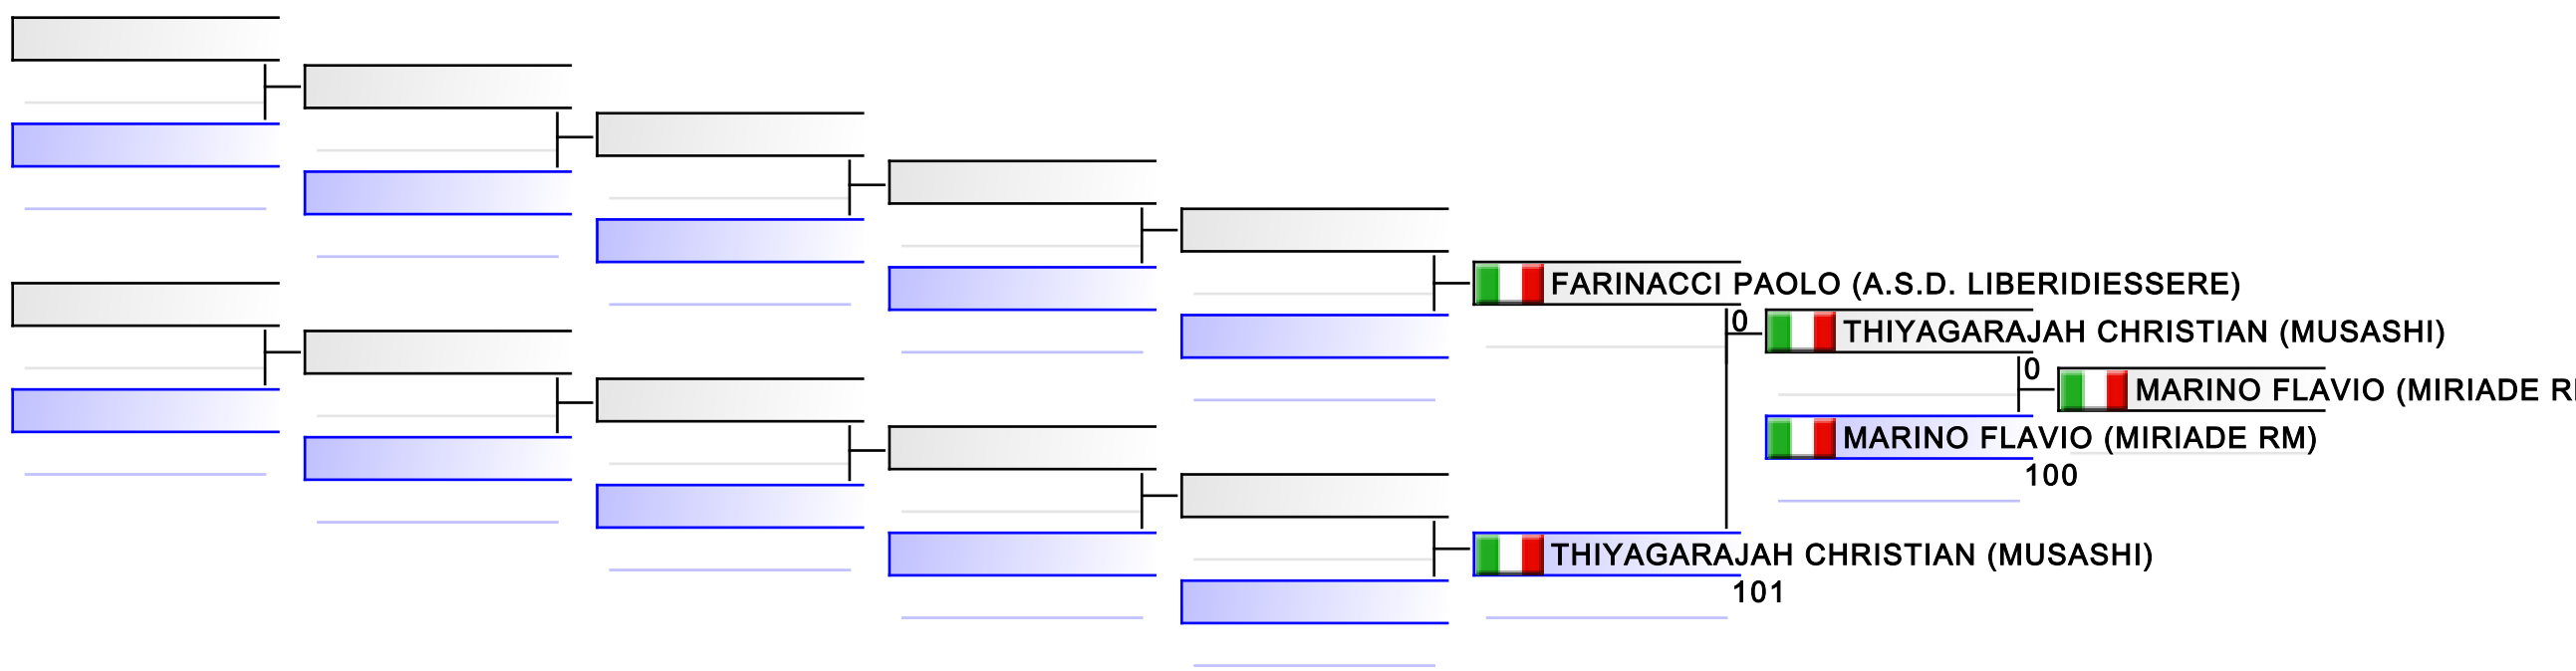 FARINACCI PAOLO (A.S.D. LIBERIDIESSERE)
0
THIYAGARAJAH CHRISTIAN (MUSASHI)
0
MARINO FLAVIO (MIRIADE
MARINO FLAVIO (MIRIADE RM)
100
THIYAGARAJAH CHRISTIAN (MUSASHI)
101